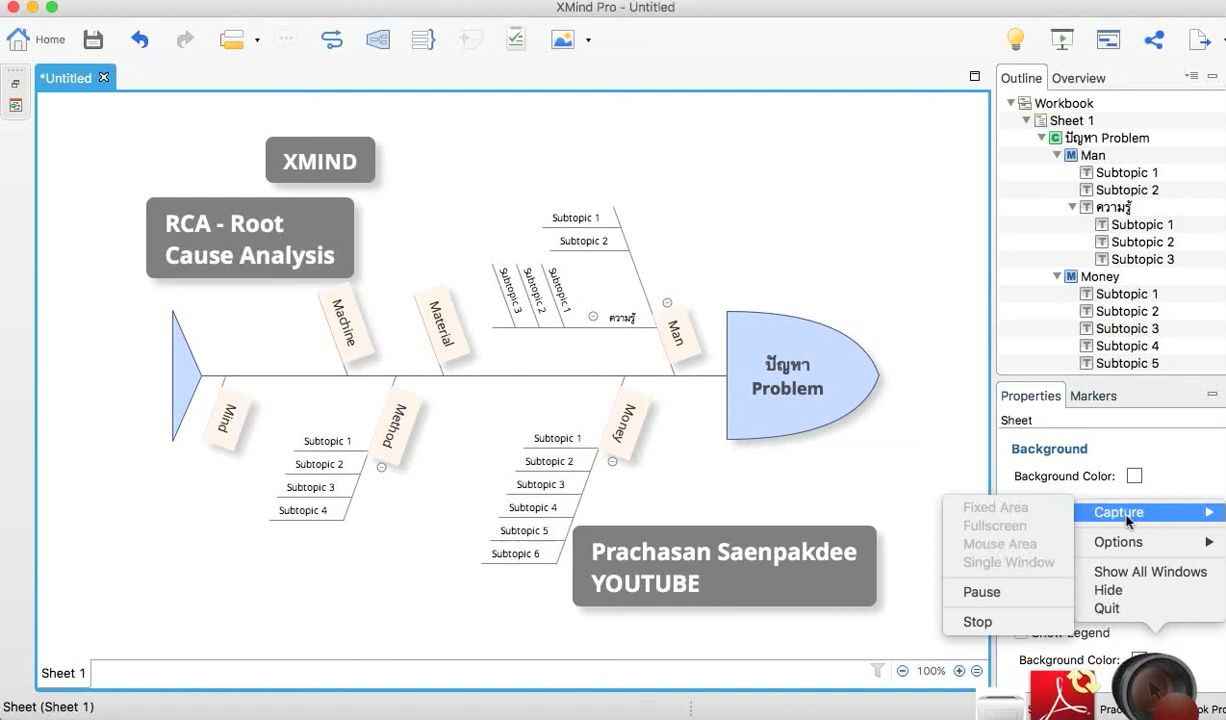 XMind Pro - Untitled
Home
*Untitled
Outline
Overview
XMIND
RCA - Root
Cause Analysis
Subtopic 1
Subtopic 2
Subtopic 3
Subtopic 2
Subtopic 1
ความรู้
Machine
Material
Man
ปัญหา
Problem
Mind
Method
Money
Subtopic 1
Subtopic 2
Subtopic 3
Subtopic 4
Subtopic 1
Subtopic 2
Subtopic 3
Subtopic 4
Subtopic 5
Subtopic 6
Prachasan Saenpakdee
YOUTUBE
Sheet 1
100%
Sheet (Sheet 1)
Workbook
Sheet 1
ปัญหา Problem
Man
Subtopic 1
Subtopic 2
ความรู้
Subtopic 1
Subtopic 2
Subtopic 3
Money
Subtopic 1
Subtopic 2
Subtopic 3
Subtopic 4
Subtopic 5
Properties
Markers
Sheet
Background
Background Color:
Fixed Area
Fullscreen
Mouse Area
Single Window
Pause
Stop
Capture
Options
Show All Windows
Hide
Quit
Show Legend
Background Color: